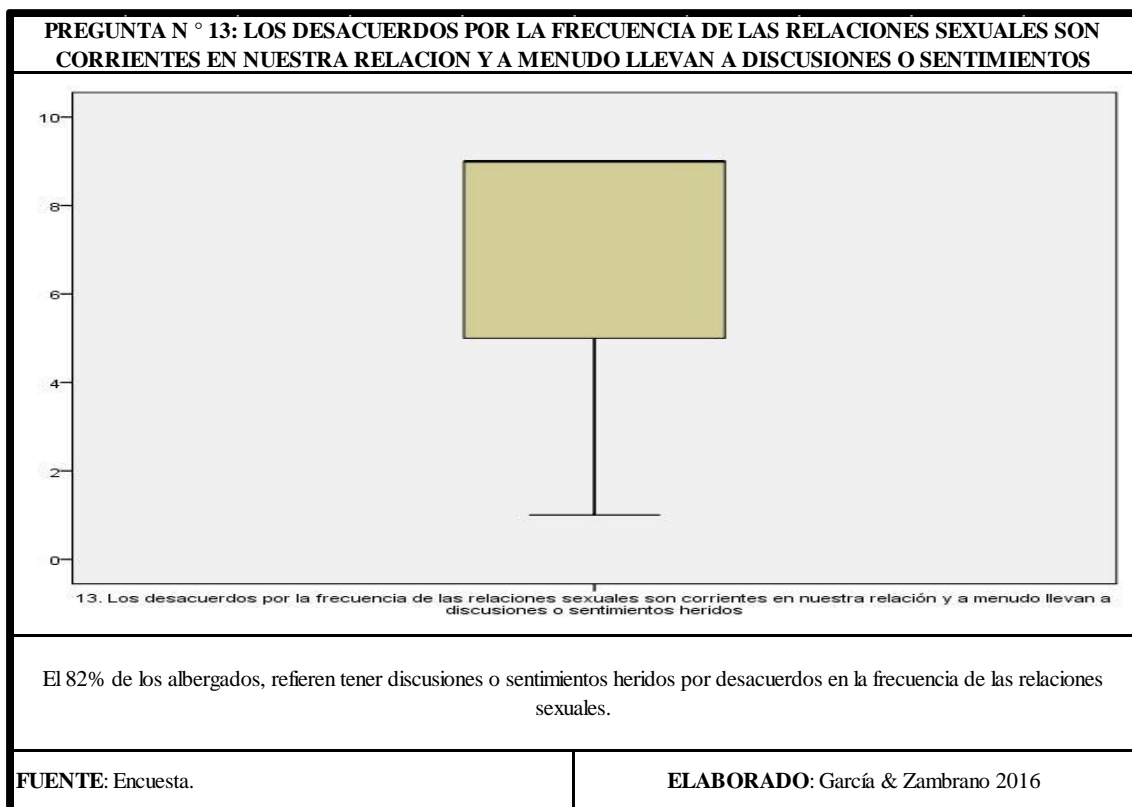 PREGUNTA N ° 13: LOS DESACUERDOS POR LA FRECUENCIA DE LAS RELACIONES SEXUALES SON
CORRIENTES EN NUESTRA RELACION Y A MENUDO LLEVAN A DISCUSIONES O SENTIMIENTOS
10
8
6
4
2
0
13. Los desacuerdos por la frecuencia de las relaciones sexuales son corrientes en nuestra relación y a menudo llevan a
discusiones o sentimientos heridos
El 82% de los albergados, refieren tener discusiones o sentimientos heridos por desacuerdos en la frecuencia de las relaciones
sexuales.
FUENTE: Encuesta.
ELABORADO: García & Zambrano 2016